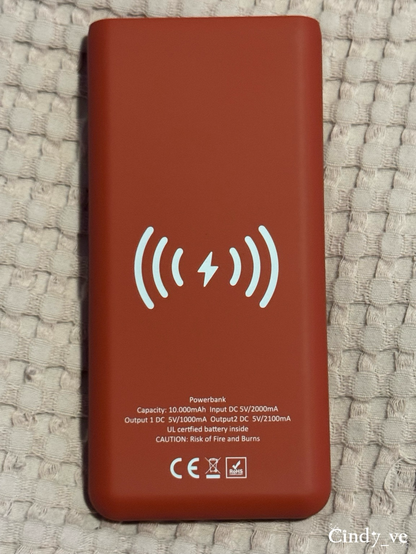 Powerbank
Capacity: 10.000mAh Input DC 5V/2000mA
Output 1 DC 5V/1000mA Output2 DC 5V/2100mA
UL certfied battery inside
CAUTION: Risk of Fire and Burns
CE RoHS
Cindy_ve